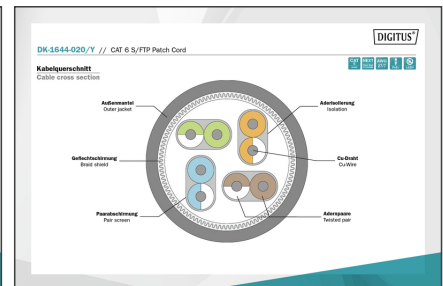 DIGITUS®
DK-1644-020/Y // CAT 6 S/FTP Patch Cord
Kabelquerschnitt
Cable cross section
Außenmantel
Outer jacket
Aderisolierung
Isolation
Geflechtschirmung
Braid shield
Cu-Draht
Cu-Wire
Paarabschirmung
Pair screen
Adernpaare
Twisted pair